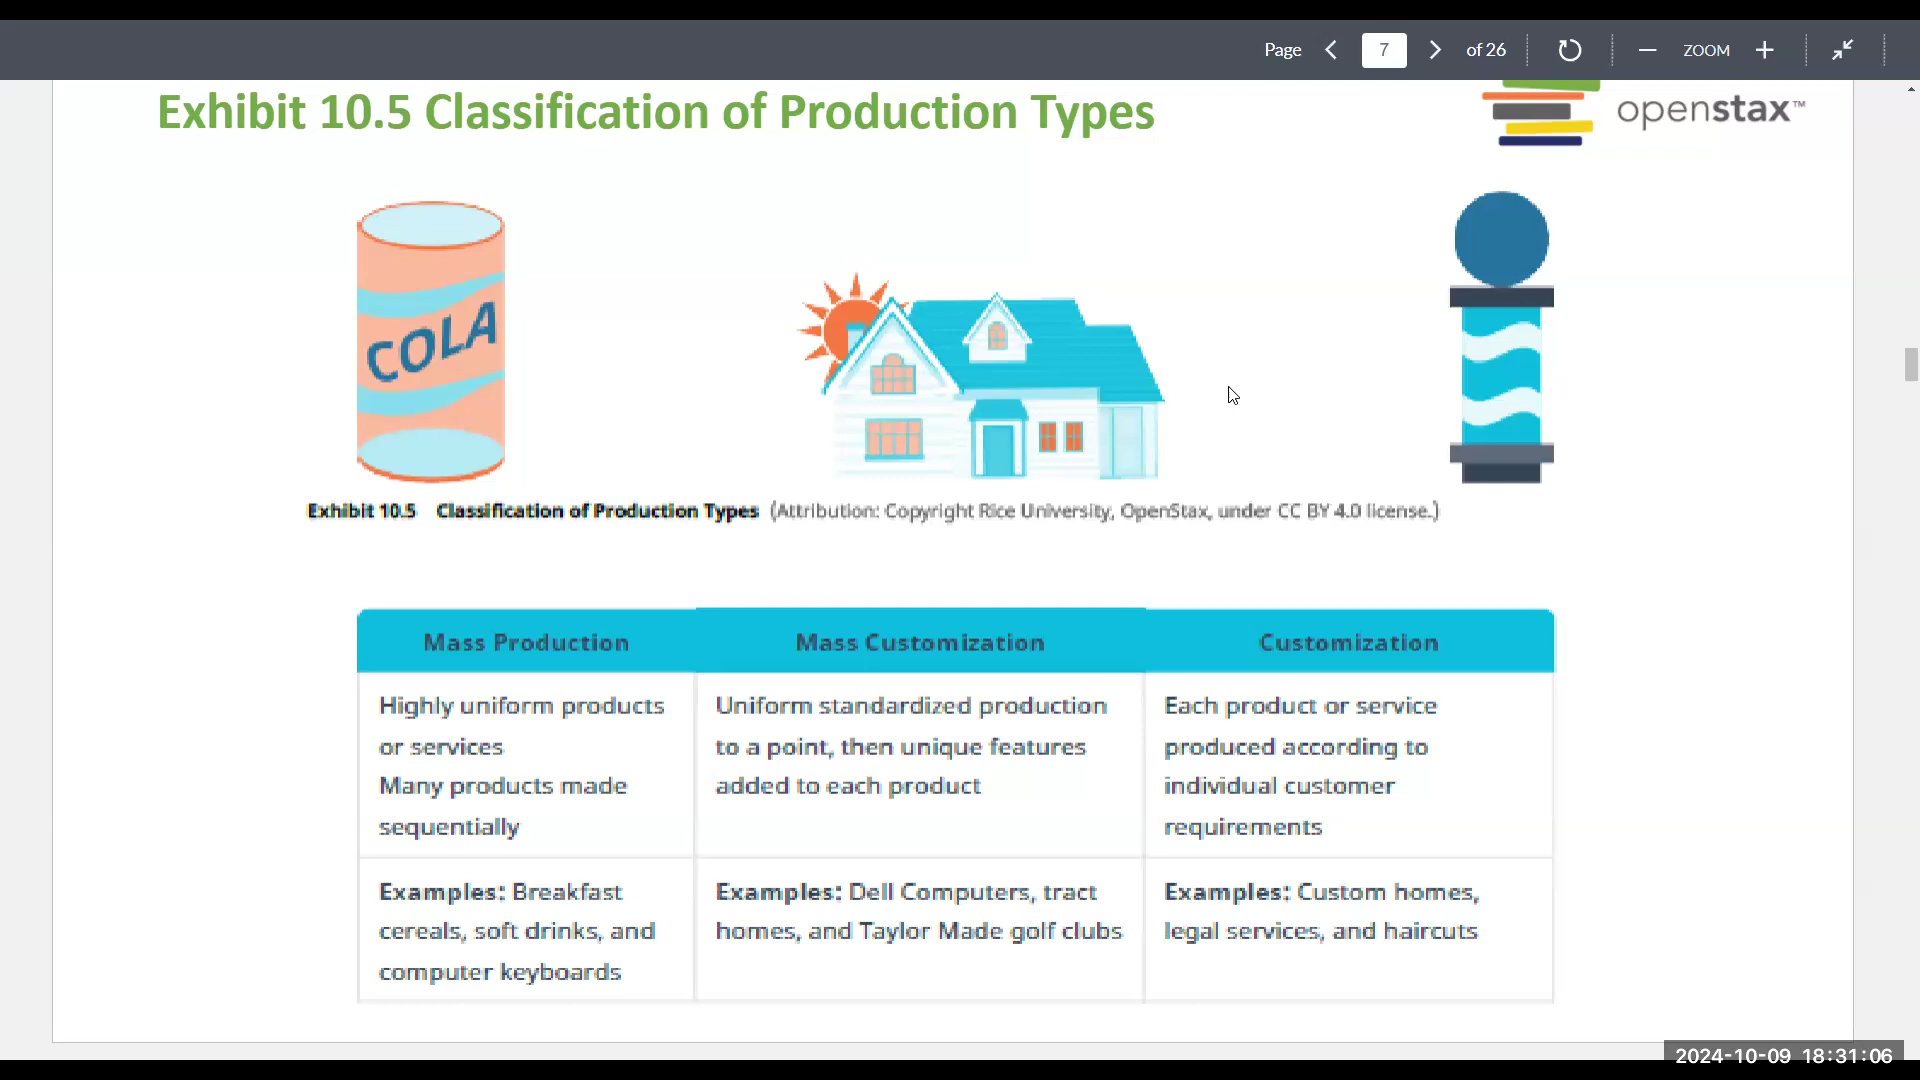 Page 7 of 26 ZOOM
Exhibit 10.5 Classification of Production Types
openstax™
COLA
Exhibit 10.5 Classification of Production Types (Attribution: Copyright Rice University, OpenStax, under CC BY 4.0 license.)
Mass Production
Mass Customization
Customization
Highly uniform products
or services
Many products made
sequentially
Uniform standardized production
to a point, then unique features
added to each product
Each product or service
produced according to
individual customer
requirements
Examples: Breakfast
cereals, soft drinks, and
computer keyboards
Examples: Dell Computers, tract
homes, and Taylor Made golf clubs
Examples: Custom homes,
legal services, and haircuts
2024-10-09 18:31:06